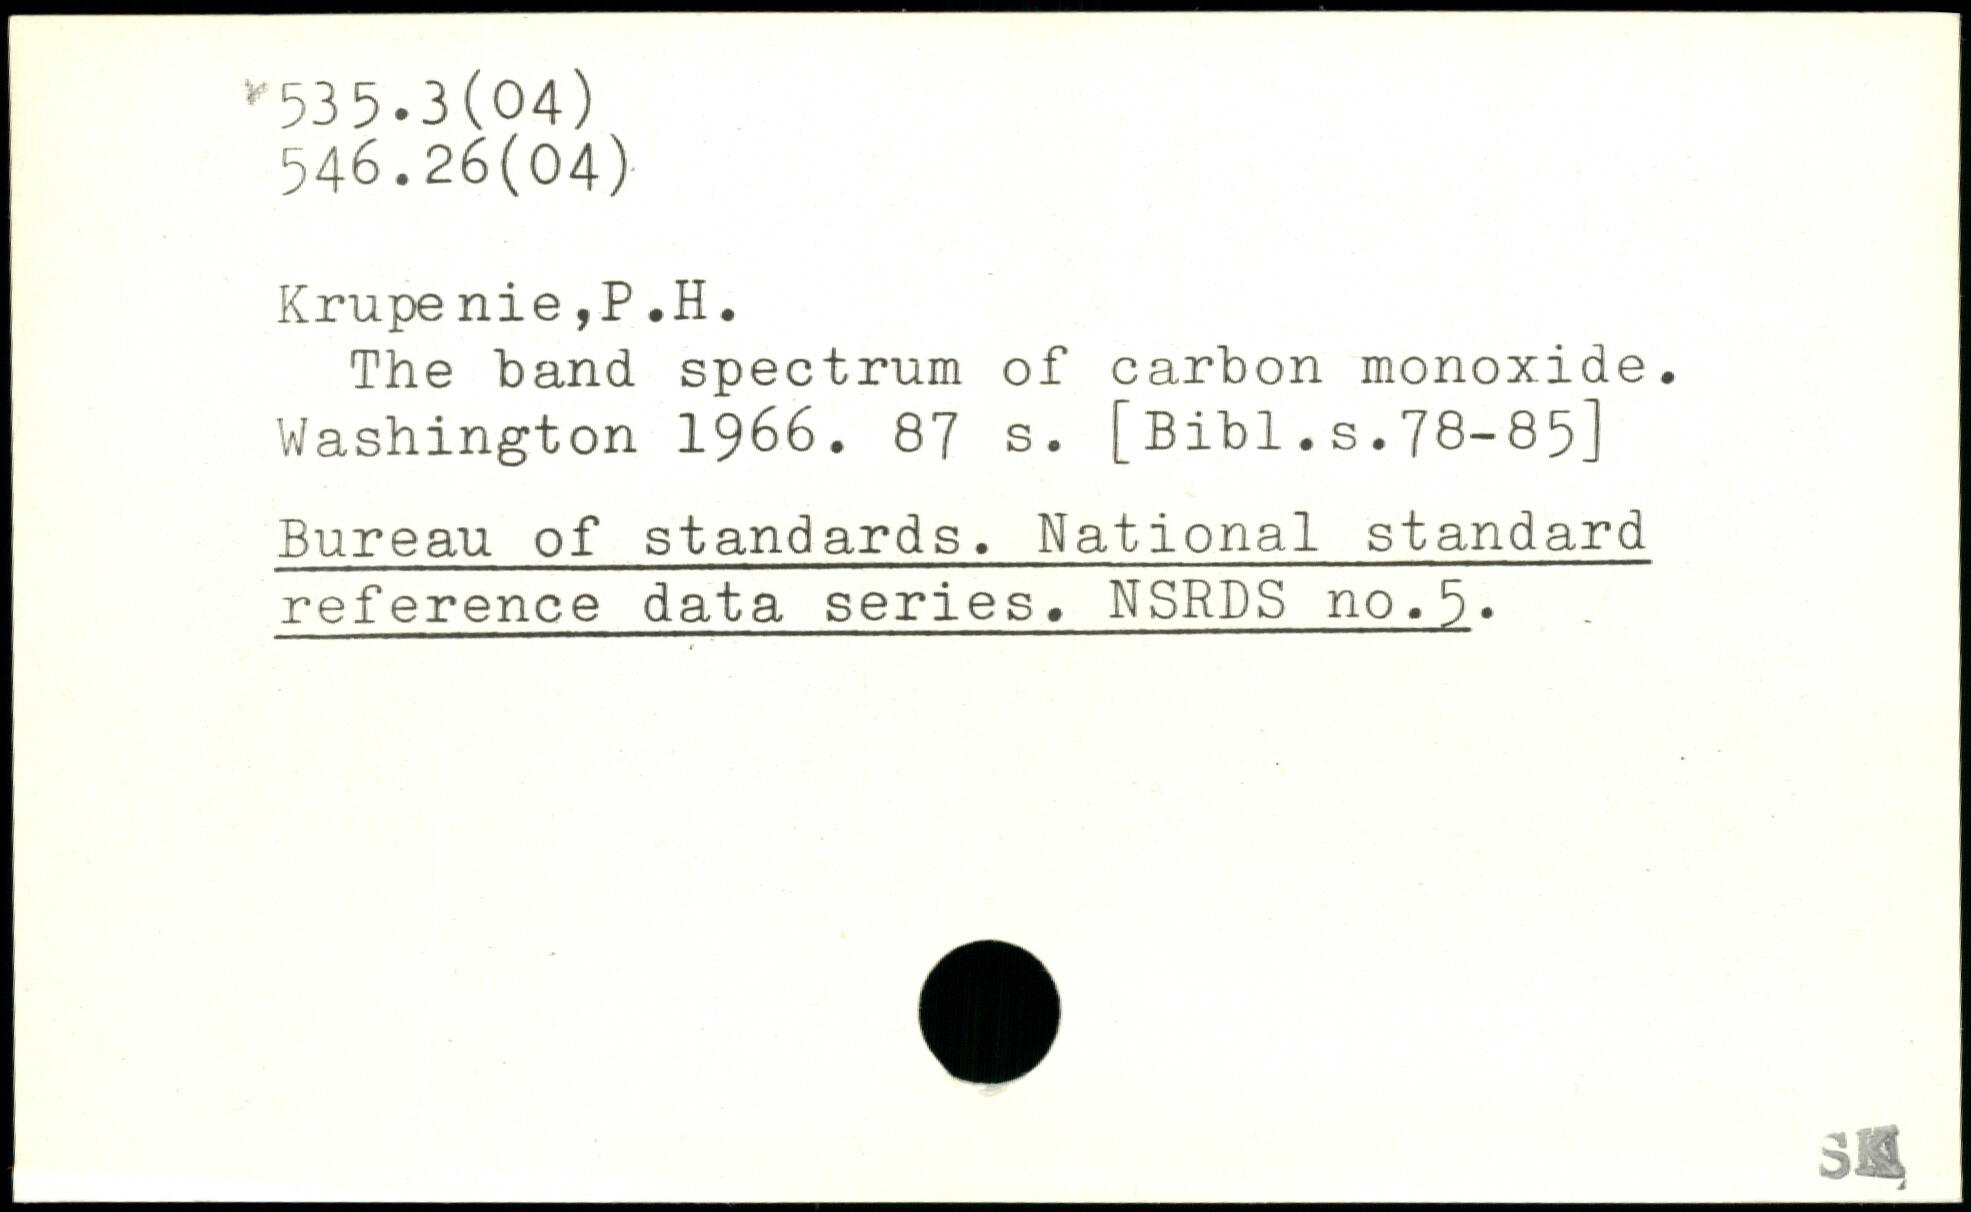 535.3(04)
546.26(04)
Krupenie,P.H.
The band spectrum of carbon monoxide.
Washington 1966. 87 s. [Bibl.s.78-85]
Bureau of standards. National standard
reference data series. NSRDS no.5.
SK